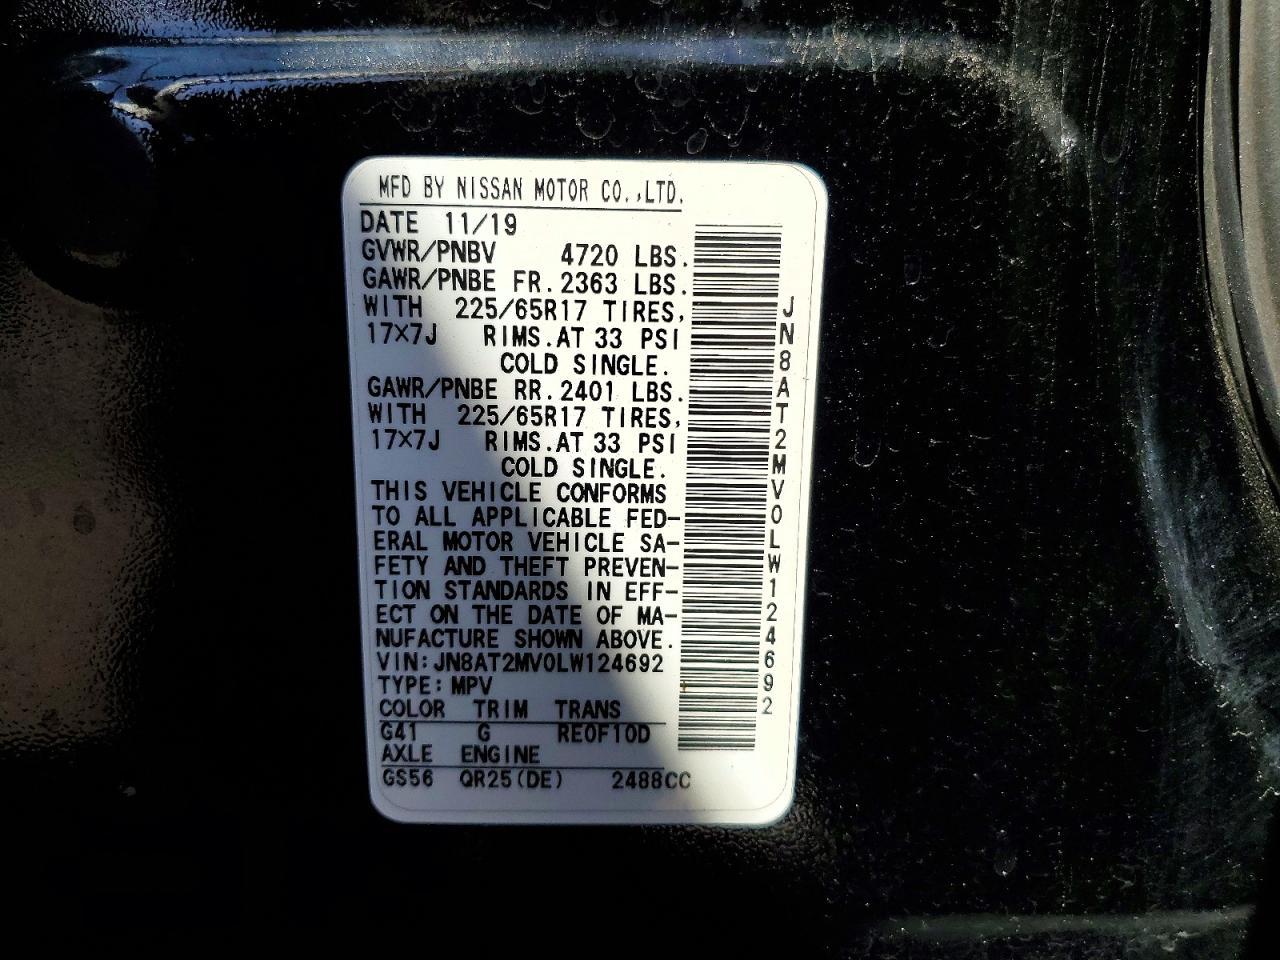 MFD BY NISSAN MOTOR CO.,LTD.
DATE 11/19
GVWR/PNBV 4720 LBS.
GAWR/PNBE FR. 2363 LBS.
WITH 225/65R17 TIRES,
17X7J RIMS. AT 33 PSI
COLD SINGLE.
GAWR/PNBE RR. 2401 LBS.
WITH 225/65R17 TIRES,
17X7J RIMS. AT 33 PSI
COLD SINGLE.
THIS VEHICLE CONFORMS
TO ALL APPLICABLE FED-
ERAL MOTOR VEHICLE SA-
FETY AND THEFT PREVEN-
TION STANDARDS IN EFF-
ECT ON THE DATE OF MA-
NUFACTURE SHOWN ABOVE.
VIN: JN8AT2MV0LW124692
TYPE: MPV
COLOR TRIM TRANS
G41 G RE0F10D
AXLE ENGINE
GS56 QR25(DE) 2488CC
JN8AT2MV0LW124692